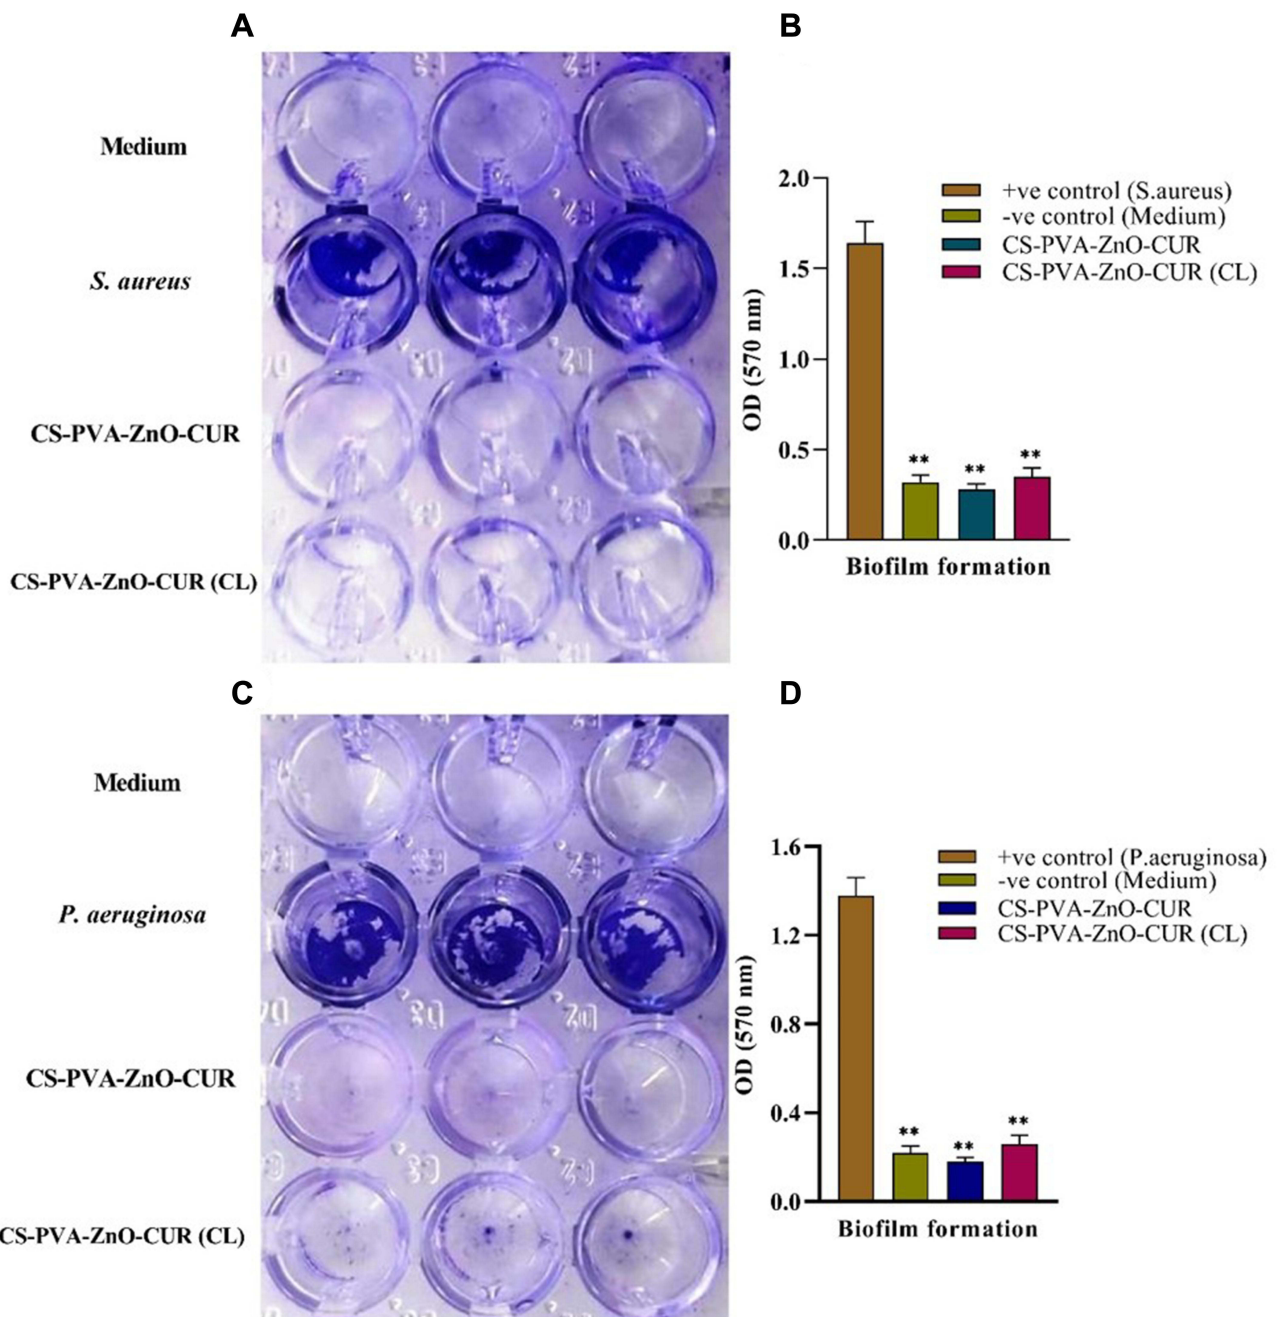 A
B
Medium
S. aureus
CS-PVA-ZnO-CUR
CS-PVA-ZnO-CUR (CL)
2.0
1.5
1.0
0.5
0.0
OD (570 nm)
+ve control (S.aureus)
-ve control (Medium)
CS-PVA-ZnO-CUR
CS-PVA-ZnO-CUR (CL)
** ** **
Biofilm formation
C
D
Medium
P. aeruginosa
CS-PVA-ZnO-CUR
CS-PVA-ZnO-CUR (CL)
1.6
1.2
0.8
0.4
0.0
OD (570 nm)
+ve control (P.aeruginosa)
-ve control (Medium)
CS-PVA-ZnO-CUR
CS-PVA-ZnO-CUR (CL)
** ** **
Biofilm formation